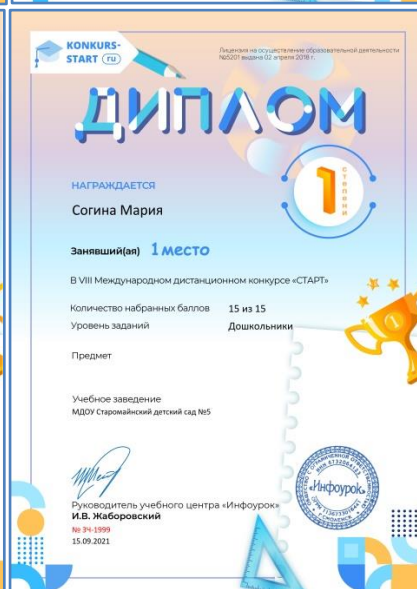 KONKURS-
START ru
Лицензия на осуществление образовательной деятельности
№5201 выдана 02 апреля 2018 г.
ДИПЛОМ
1
степени
НАГРАЖДАЕТСЯ
Согина Мария
Занявший(ая) 1 место
В VIII Международном дистанционном конкурсе «СТАРТ»
Количество набранных баллов 15 из 15
Уровень заданий Дошкольники
Предмет
Учебное заведение
МДОУ Старомайнский детский сад №5
Руководитель учебного центра «Инфоурок»
И.В. Жаборовский
№ ЗЧ-1999
15.09.2021
«Инфоурок»
1